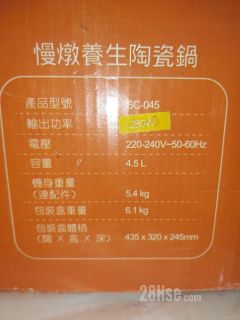 慢燉養生陶瓷鍋
產品型號 SC-045
輸出功率 280W
電壓 220-240V~50-60Hz
容量 4.5 L
機身重量
(連配件) 5.4 kg
包裝盒重量 6.1 kg
包裝盒體積
(闊 × 高 × 深) 435 x 320 x 245mm
28Hse.com